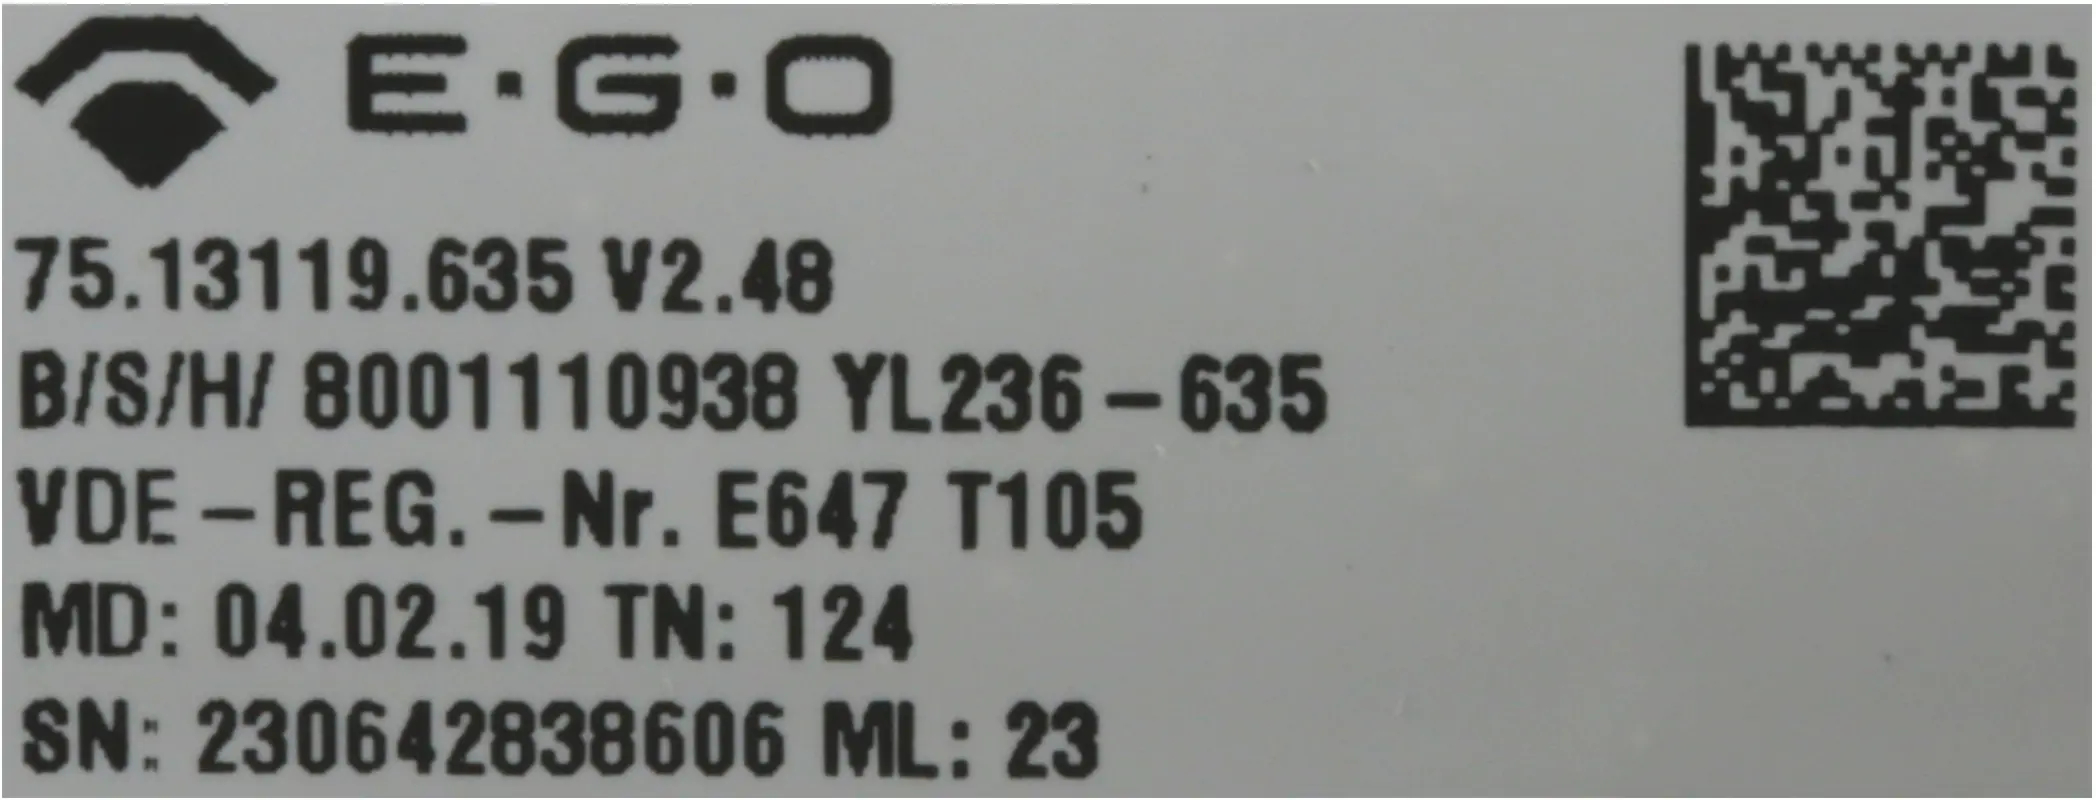 E·G·O
75.13119.635 V2.48
B/S/H/ 8001110938 YL236-635
VDE-REG.-Nr. E647 T105
MD: 04.02.19 TN: 124
SN: 230642838606 ML: 23